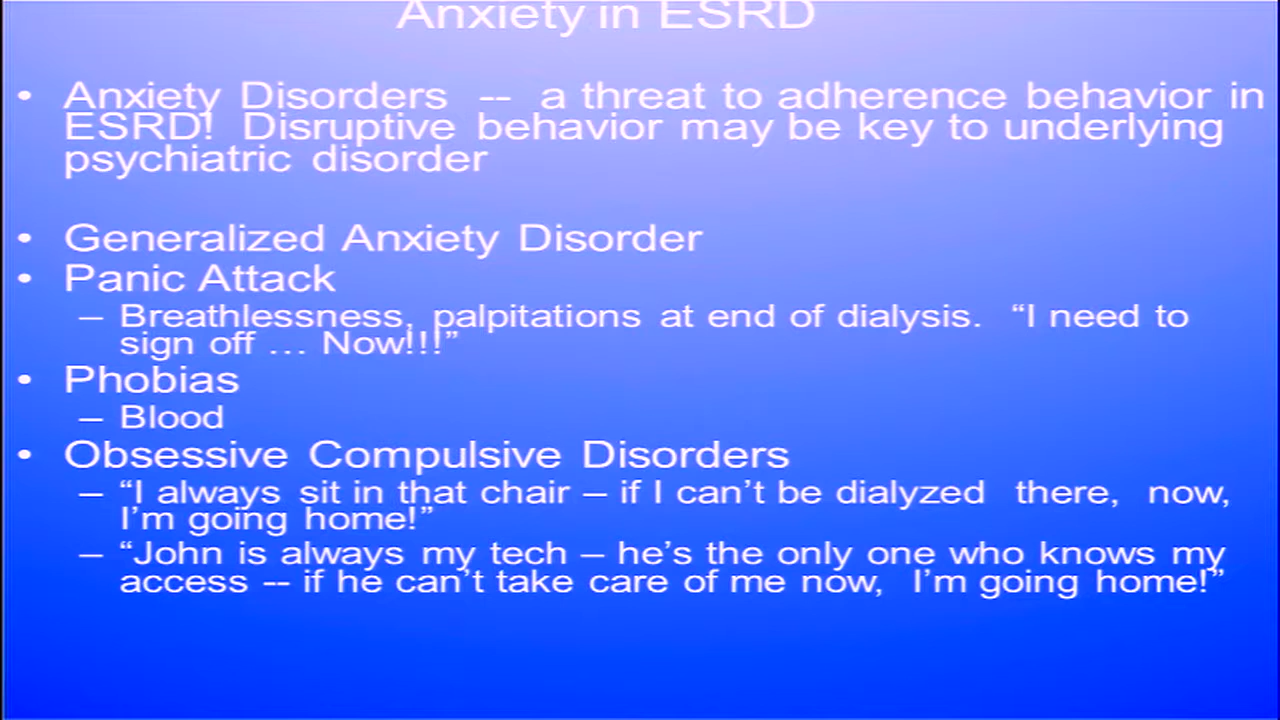 Anxiety in ESRD
• Anxiety Disorders -- a threat to adherence behavior in
ESRD! Disruptive behavior may be key to underlying
psychiatric disorder
• Generalized Anxiety Disorder
• Panic Attack
– Breathlessness, palpitations at end of dialysis. “I need to
sign off … Now!!!”
• Phobias
– Blood
• Obsessive Compulsive Disorders
– “I always sit in that chair – if I can’t be dialyzed there, now,
I’m going home!”
– “John is always my tech – he’s the only one who knows my
access -- if he can’t take care of me now, I’m going home!”